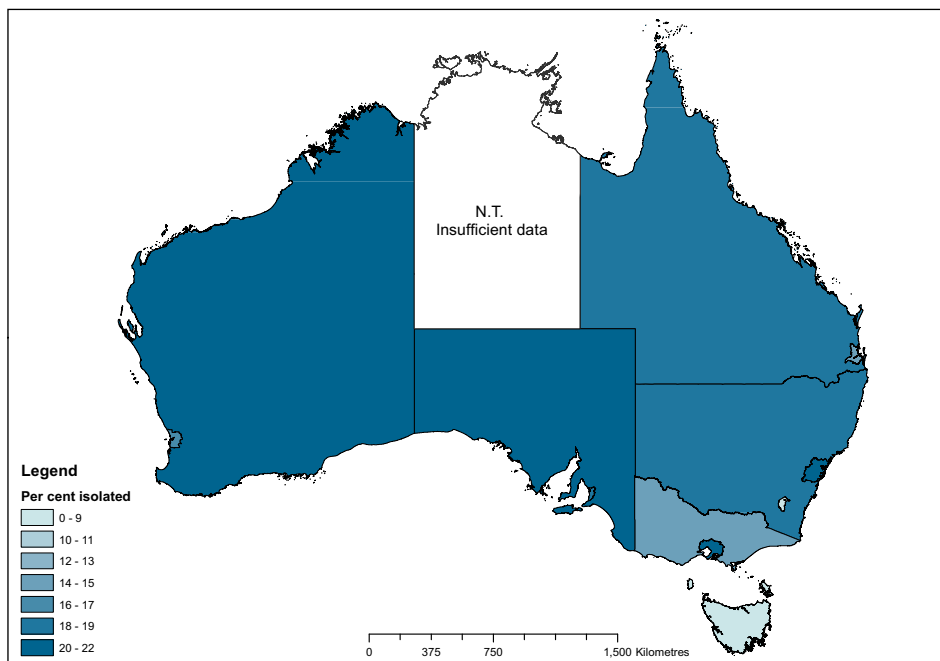 N.T.
Insufficient data
Legend
Per cent isolated
0 - 9
10 - 11
12 - 13
14 - 15
16 - 17
18 - 19
20 - 22
0 375 750 1,500 Kilometres